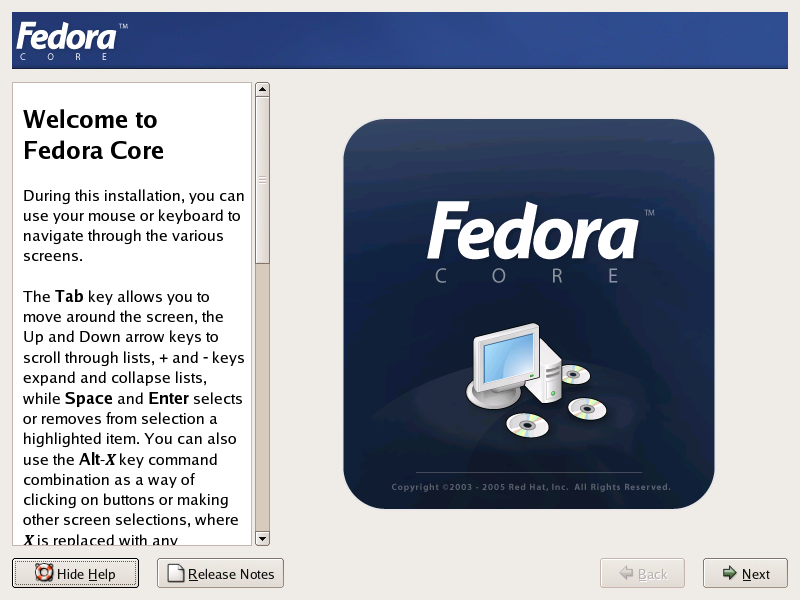 Fedora™
CORE
Welcome to
Fedora Core
During this installation, you can
use your mouse or keyboard to
navigate through the various
screens.
The Tab key allows you to
move around the screen, the
Up and Down arrow keys to
scroll through lists, + and - keys
expand and collapse lists,
while Space and Enter selects
or removes from selection a
highlighted item. You can also
use the Alt-X key command
combination as a way of
clicking on buttons or making
other screen selections, where
X is replaced with any
Fedora™
CORE
Copyright ©2003 - 2005 Red Hat, Inc. All Rights Reserved.
Hide Help
Release Notes
Back
Next